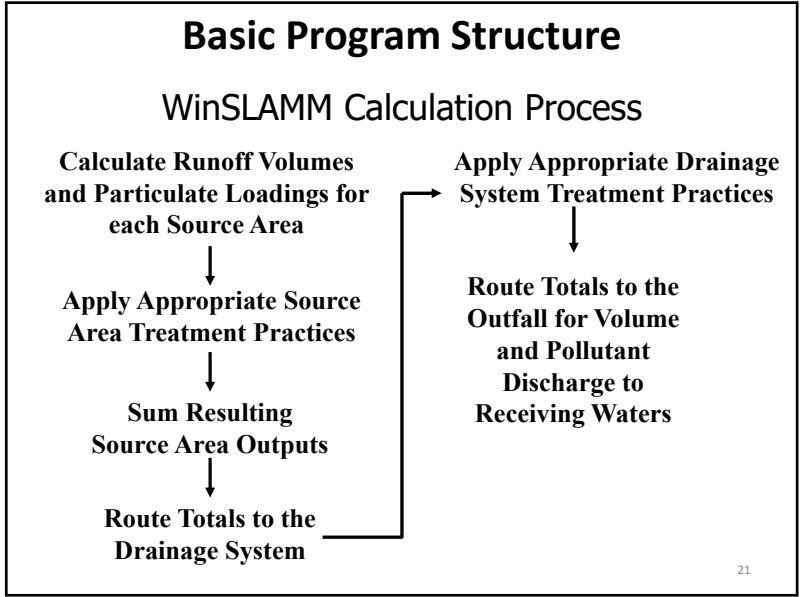 Basic Program Structure
WinSLAMM Calculation Process
Calculate Runoff Volumes
and Particulate Loadings for
each Source Area
Apply Appropriate Source
Area Treatment Practices
Sum Resulting
Source Area Outputs
Route Totals to the
Drainage System
Apply Appropriate Drainage
System Treatment Practices
Route Totals to the
Outfall for Volume
and Pollutant
Discharge to
Receiving Waters
21